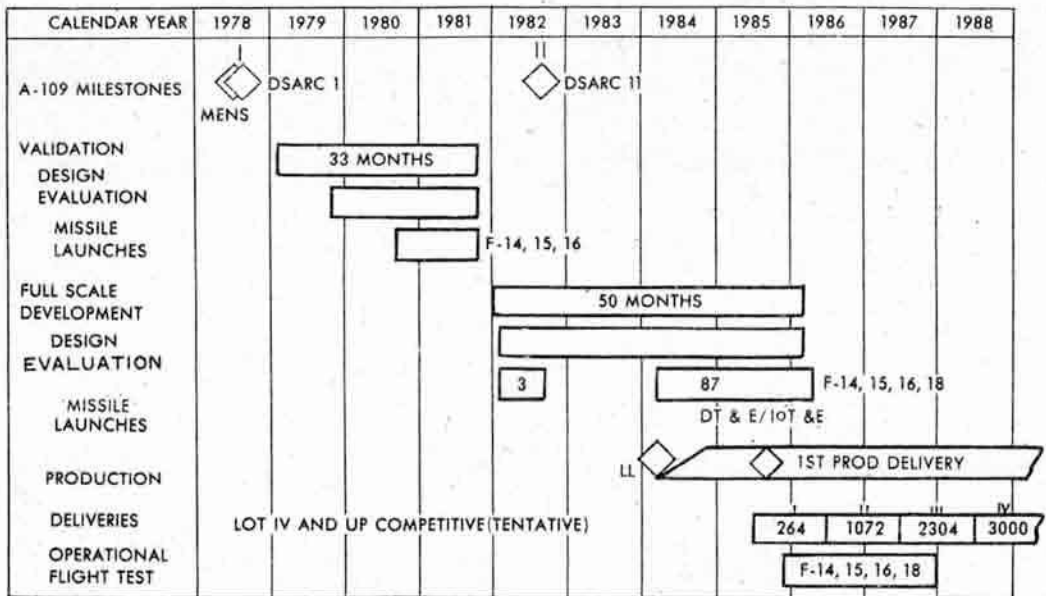 CALENDAR YEAR 1978 1979 1980 1981 1982 1983 1984 1985 1986 1987 1988
I II
A-109 MILESTONES DSARC 1 DSARC 11
MENS
VALIDATION 33 MONTHS
DESIGN
EVALUATION
MISSILE
LAUNCHES F-14, 15, 16
FULL SCALE
DEVELOPMENT 50 MONTHS
DESIGN
EVALUATION
3 87 F-14, 15, 16, 18
MISSILE
LAUNCHES DT & E/IOT &E
PRODUCTION LL 1ST PROD DELIVERY
I II III IV
DELIVERIES LOT IV AND UP COMPETITIVE(TENTATIVE) 264 1072 2304 3000
OPERATIONAL
FLIGHT TEST F-14, 15, 16, 18